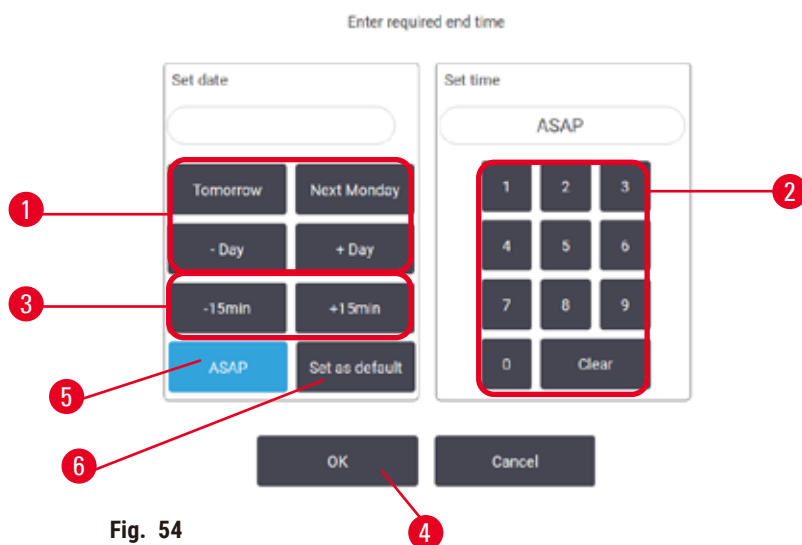 Enter required end time
Set date
Set time
ASAP
Tomorrow
Next Monday
1
2
3
2
1
- Day
+ Day
4
5
6
3
-15min
+15min
7
8
9
ASAP
Set as default
0
Clear
5
6
OK
Cancel
Fig. 54
4